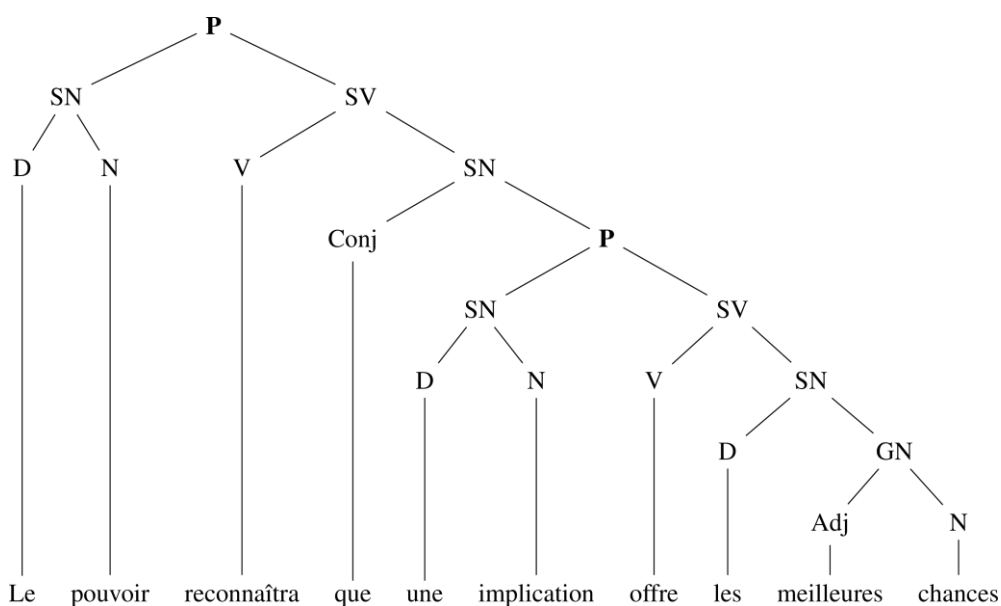 P
SN SV
D N V SN
Conj P
SN SV
D N V SN
D GN
Adj N
Le pouvoir reconnaîtra que une implication offre les meilleures chances